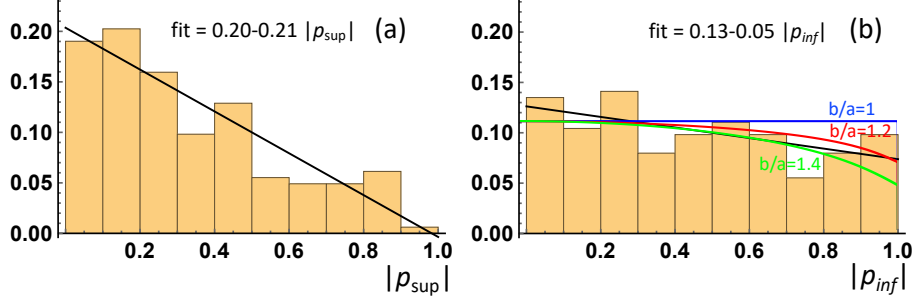 fit = 0.20-0.21 |p_sup| (a)
0.20
0.15
0.10
0.05
0.00
0.2 0.4 0.6 0.8 1.0
|p_sup|
fit = 0.13-0.05 |p_inf| (b)
0.20
0.15
0.10
0.05
0.00
b/a=1
b/a=1.2
b/a=1.4
0.2 0.4 0.6 0.8 1.0
|p_inf|